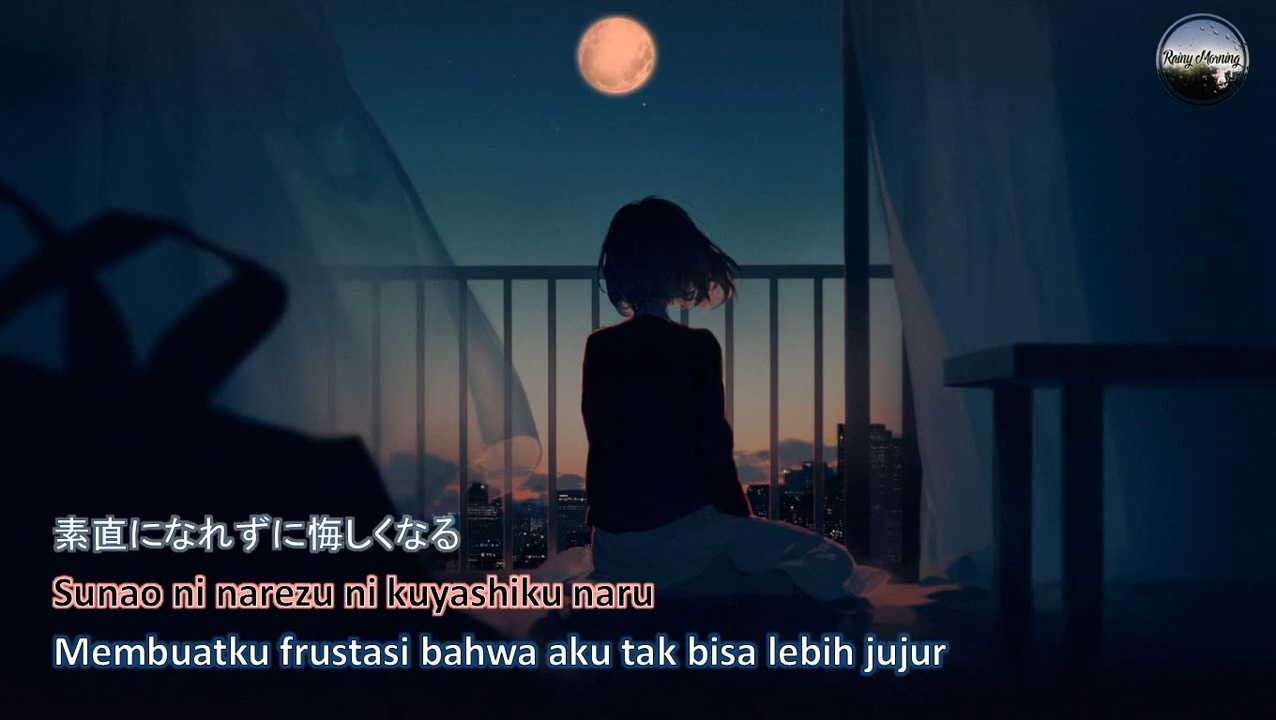 Rainy Morning
素直になれずに悔しくなる
Sunao ni narezu ni kuyashiku naru
Membuatku frustasi bahwa aku tak bisa lebih jujur